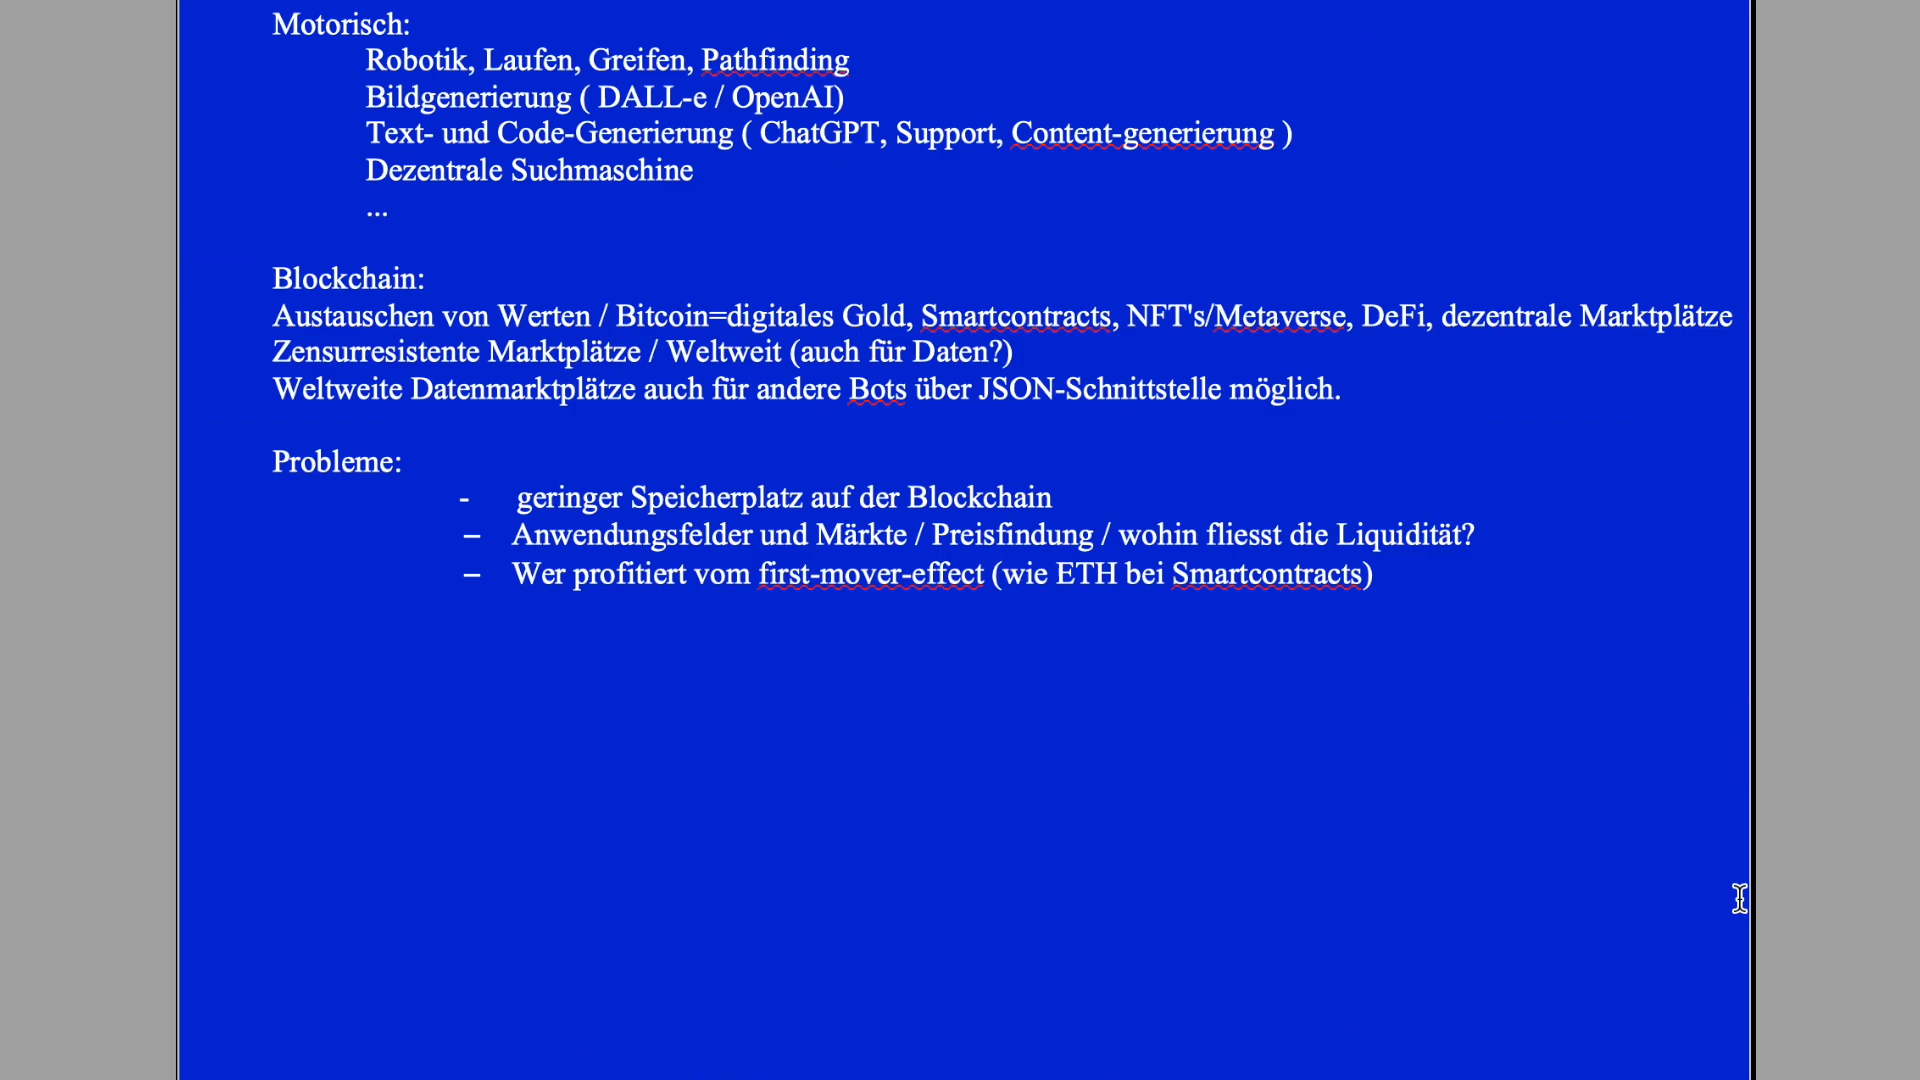 Motorisch:
Robotik, Laufen, Greifen, Pathfinding
Bildgenerierung ( DALL-e / OpenAI)
Text- und Code-Generierung ( ChatGPT, Support, Content-generierung )
Dezentrale Suchmaschine
...
Blockchain:
Austauschen von Werten / Bitcoin=digitales Gold, Smartcontracts, NFT's/Metaverse, DeFi, dezentrale Marktplätze
Zensurresistente Marktplätze / Weltweit (auch für Daten?)
Weltweite Datenmarktplätze auch für andere Bots über JSON-Schnittstelle möglich.
Probleme:
- geringer Speicherplatz auf der Blockchain
– Anwendungsfelder und Märkte / Preisfindung / wohin fliesst die Liquidität?
– Wer profitiert vom first-mover-effect (wie ETH bei Smartcontracts)